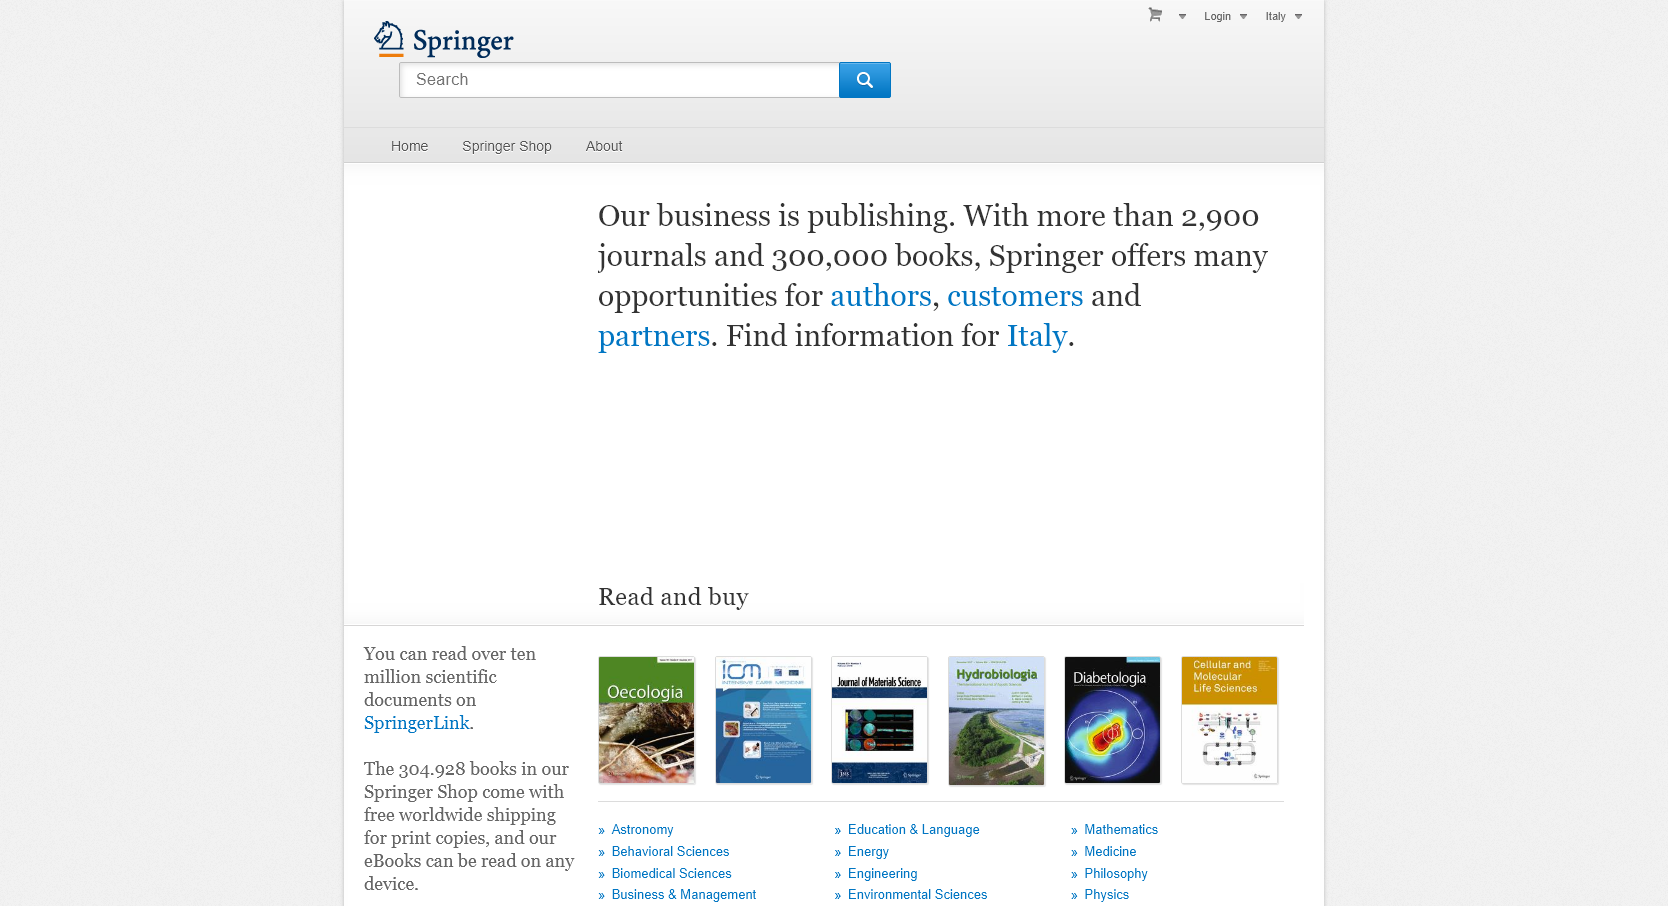 Login
Italy
Springer
Search
Home
Springer Shop
About
Our business is publishing. With more than 2,900
journals and 300,000 books, Springer offers many
opportunities for authors, customers and
partners. Find information for Italy.
Read and buy
You can read over ten
million scientific
documents on
SpringerLink.
The 304.928 books in our
Springer Shop come with
free worldwide shipping
for print copies, and our
eBooks can be read on any
device.
Oecologia
icm
INTENSIVE CARE MEDICINE
Journal of Materials Science
Hydrobiologia
Diabetologia
Cellular and
Molecular
Life Sciences
» Astronomy
» Behavioral Sciences
» Biomedical Sciences
» Business & Management
» Education & Language
» Energy
» Engineering
» Environmental Sciences
» Mathematics
» Medicine
» Philosophy
» Physics